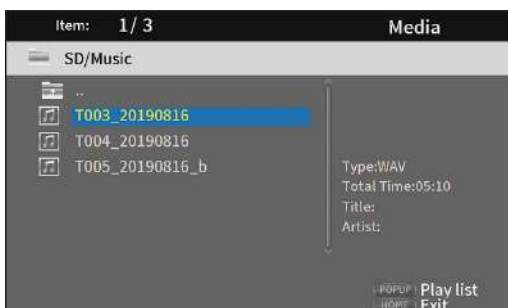 Item: 1/3 Media
SD/Music
..
T003_20190816
T004_20190816
T005_20190816_b
Type:WAV
Total Time:05:10
Title:
Artist:
POPUP Play list
HOME Exit